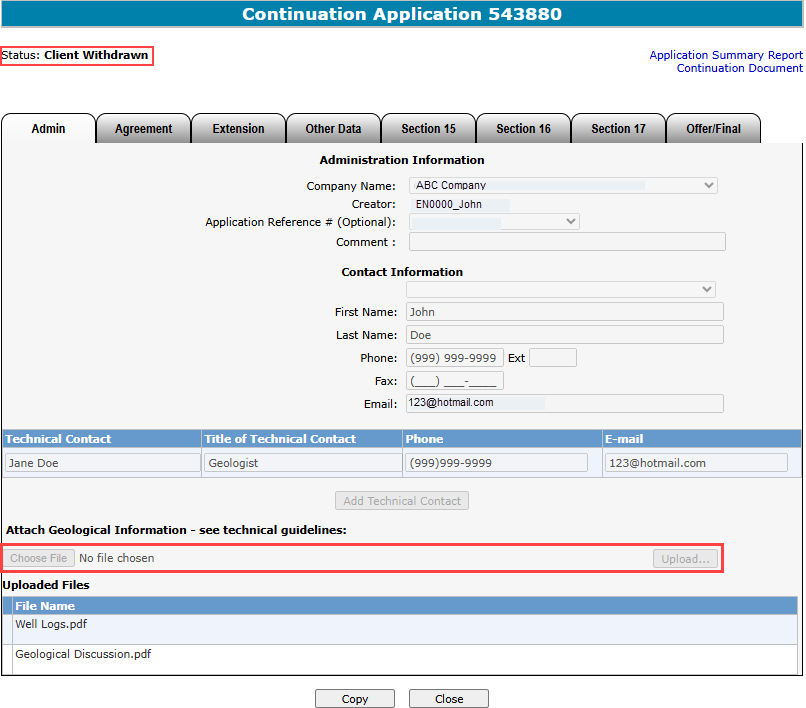 Continuation Application 543880
Status: Client Withdrawn
Application Summary Report
Continuation Document
Admin Agreement Extension Other Data Section 15 Section 16 Section 17 Offer/Final
Administration Information
Company Name: ABC Company
Creator: EN0000_John
Application Reference # (Optional):
Comment :
Contact Information
First Name: John
Last Name: Doe
Phone: (999) 999-9999 Ext
Fax: (___) ___-____
Email: 123@hotmail.com
Technical Contact Title of Technical Contact Phone E-mail
Jane Doe Geologist (999)999-9999 123@hotmail.com
Add Technical Contact
Attach Geological Information - see technical guidelines:
Choose File No file chosen Upload...
Uploaded Files
File Name
Well Logs.pdf
Geological Discussion.pdf
Copy Close